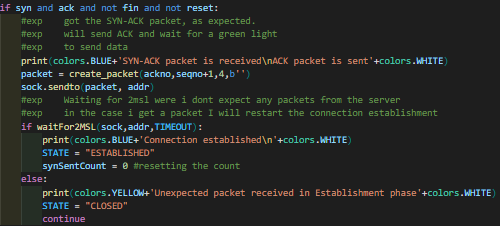 if syn and ack and not fin and not reset:
#exp    got the SYN-ACK packet, as expected.
#exp    will send ACK and wait for a green light
#exp    to send data
print(colors.BLUE+'SYN-ACK packet is received\nACK packet is sent'+colors.WHITE)
packet = create_packet(ackno,seqno+1,4,b'')
sock.sendto(packet, addr)
#exp    Waiting for 2msl were i dont expect any packets from the server
#exp    in the case i get a packet I will restart the connection establishment
if waitFor2MSL(sock,addr,TIMEOUT):
print(colors.BLUE+'Connection established\n'+colors.WHITE)
STATE = "ESTABLISHED"
synSentCount = 0 #resetting the count
else:
print(colors.YELLOW+'Unexpected packet received in Establishment phase'+colors.WHITE)
STATE = "CLOSED"
continue